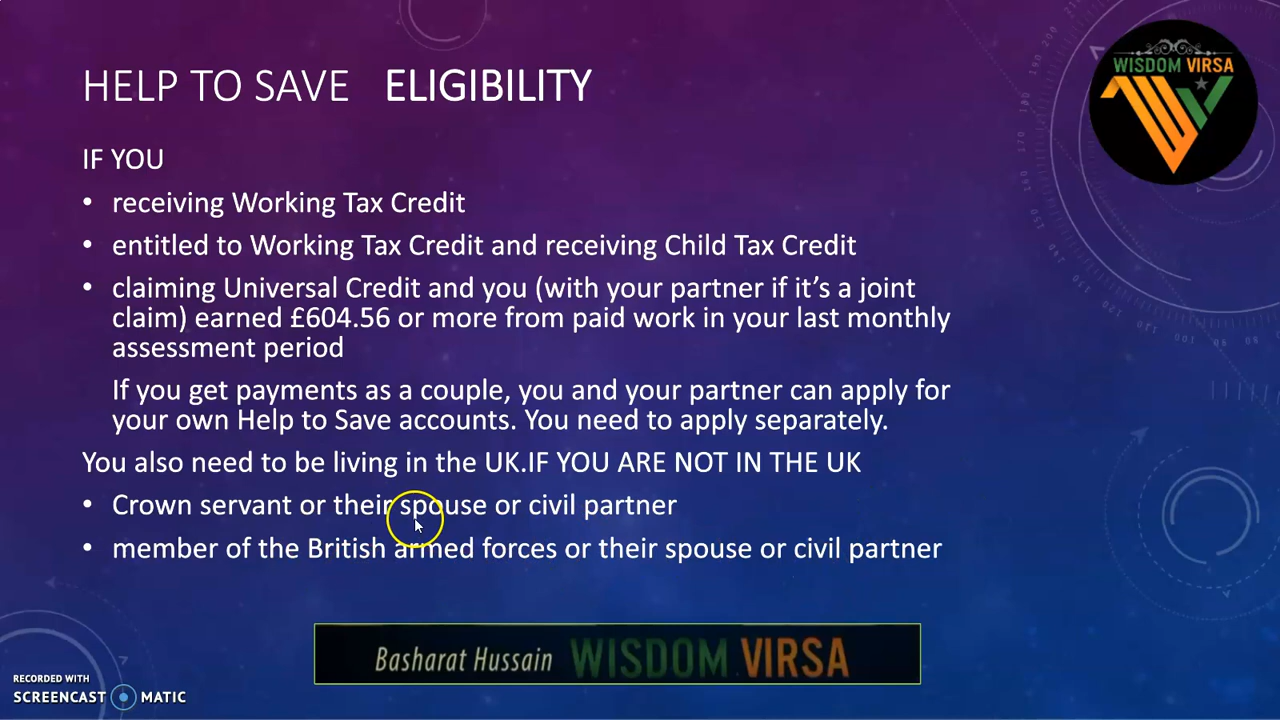 HELP TO SAVE ELIGIBILITY
WISDOM VIRSA
IF YOU
• receiving Working Tax Credit
• entitled to Working Tax Credit and receiving Child Tax Credit
• claiming Universal Credit and you (with your partner if it’s a joint
claim) earned £604.56 or more from paid work in your last monthly
assessment period
If you get payments as a couple, you and your partner can apply for
your own Help to Save accounts. You need to apply separately.
You also need to be living in the UK.IF YOU ARE NOT IN THE UK
• Crown servant or their spouse or civil partner
• member of the British armed forces or their spouse or civil partner
Basharat Hussain WISDOM VIRSA
RECORDED WITH
SCREENCAST MATIC